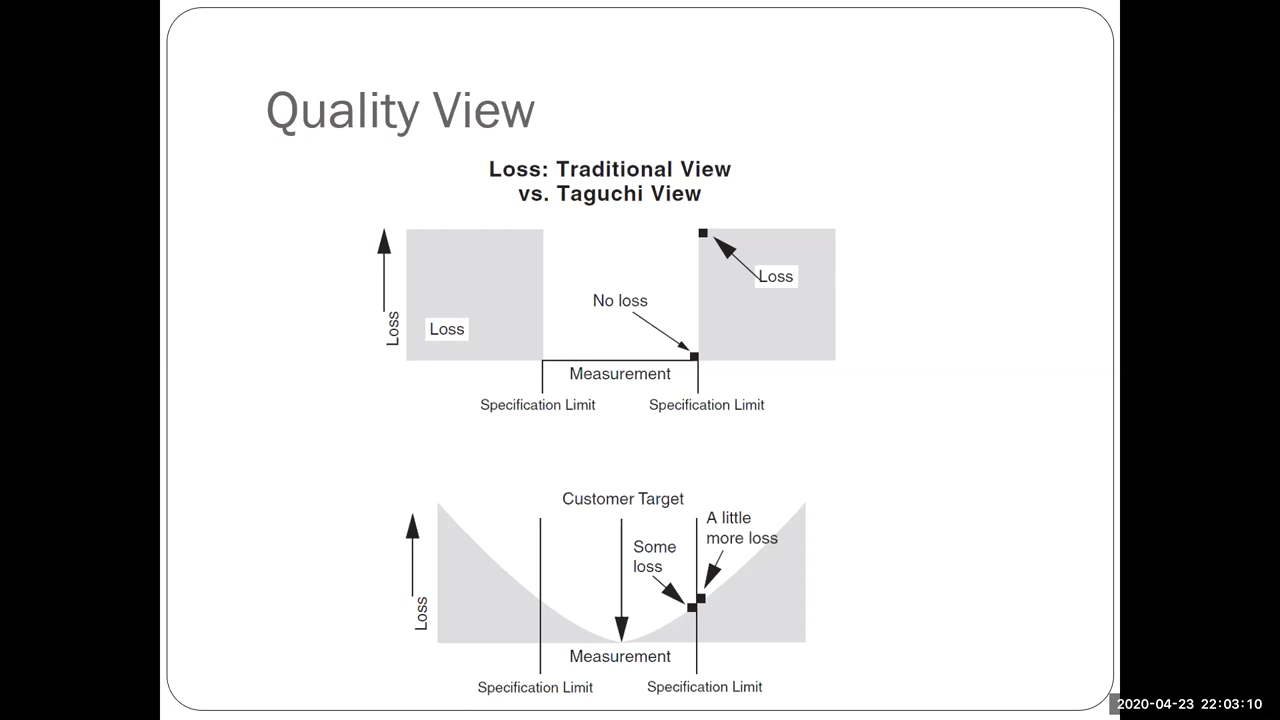 Quality View
Loss: Traditional View
vs. Taguchi View
Loss
Loss
No loss
Loss
Measurement
Specification Limit
Specification Limit
Customer Target
Loss
Some
loss
A little
more loss
Measurement
Specification Limit
Specification Limit
2020-04-23 22:03:10